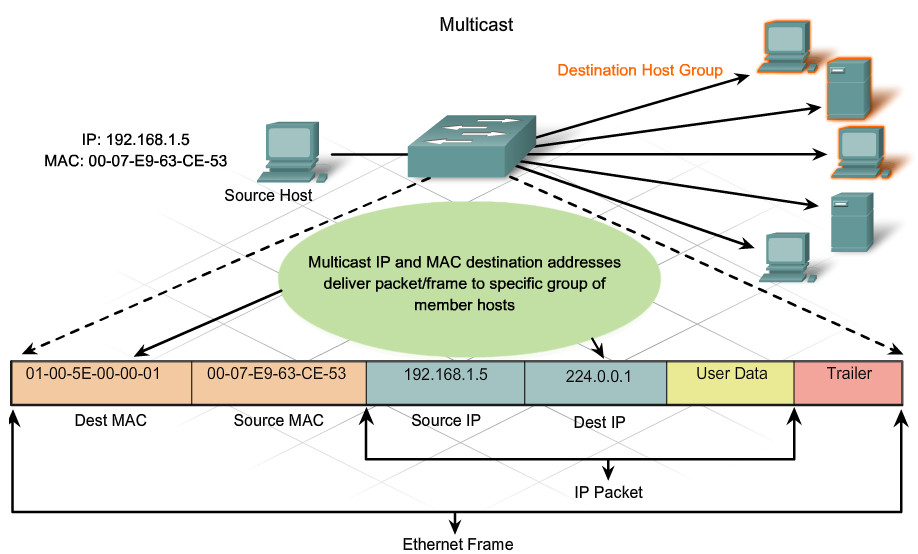 Multicast
Destination Host Group
IP: 192.168.1.5
MAC: 00-07-E9-63-CE-53
Source Host
Multicast IP and MAC destination addresses
deliver packet/frame to specific group of
member hosts
01-00-5E-00-00-01 00-07-E9-63-CE-53 192.168.1.5 224.0.0.1 User Data Trailer
Dest MAC Source MAC Source IP Dest IP
IP Packet
Ethernet Frame